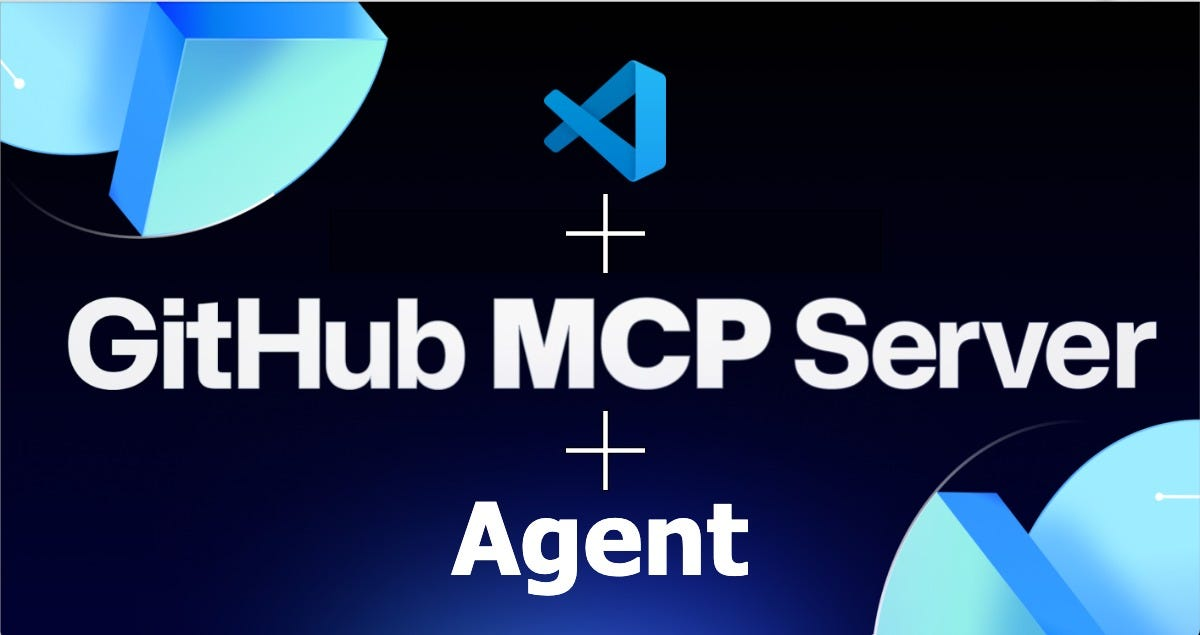 +
GitHub MCP Server
+
Agent